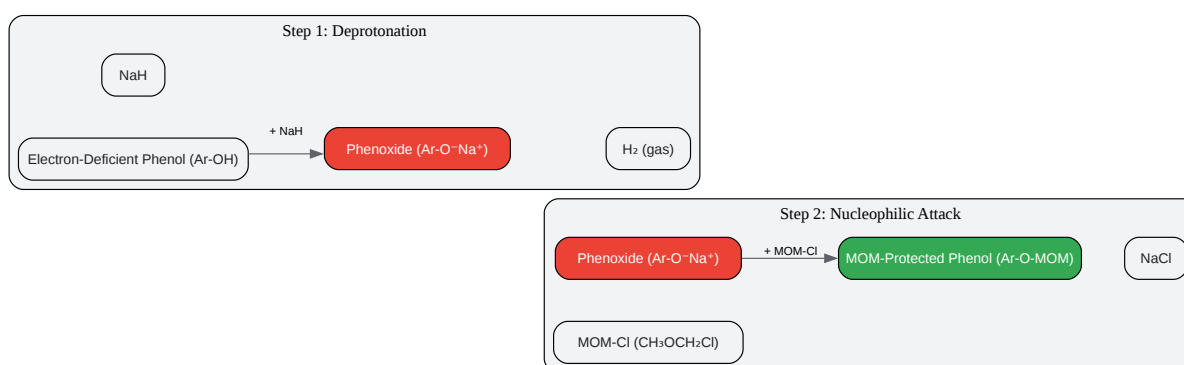 Step 1: Deprotonation
NaH
+ NaH
Electron-Deficient Phenol (Ar-OH)
Phenoxide (Ar-O⁻Na⁺)
H₂ (gas)
Step 2: Nucleophilic Attack
Phenoxide (Ar-O⁻Na⁺)
+ MOM-Cl
MOM-Protected Phenol (Ar-O-MOM)
NaCl
MOM-Cl (CH₃OCH₂Cl)